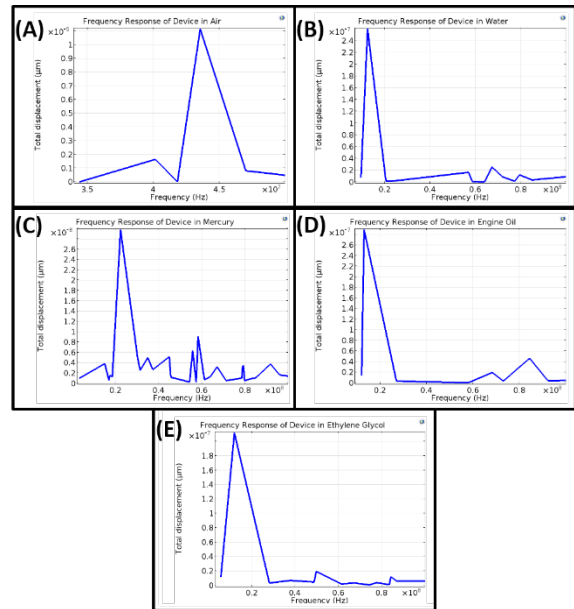 (A)
Frequency Response of Device in Air
Total displacement (μm)
1.1
1
0.9
0.8
0.7
0.6
0.5
0.4
0.3
0.2
0.1
0
3.5 4 4.5
Frequency (Hz)
(B)
Frequency Response of Device in Water
×10⁻⁷
Total displacement (μm)
2.4
2.2
2
1.8
1.6
1.4
1.2
1
0.8
0.6
0.4
0.2
0
0.2 0.4 0.6 0.8
Frequency (Hz)
(C)
Frequency Response of Device in Mercury
Total displacement (μm)
2.8
2.6
2.4
2.2
2
1.8
1.6
1.4
1.2
1
0.8
0.6
0.4
0.2
0.2 0.4 0.6 0.8
Frequency (Hz)
(D)
Frequency Response of Device in Engine Oil
×10⁻⁷
Total displacement (μm)
2.6
2.4
2.2
2
1.8
1.6
1.4
1.2
1
0.8
0.6
0.4
0.2
0
0.2 0.4 0.6 0.8
Frequency (Hz)
(E)
Frequency Response of Device in Ethylene Glycol
×10⁻⁷
Total displacement (μm)
1.8
1.6
1.4
1.2
1
0.8
0.6
0.4
0.2
0
0.2 0.4 0.6 0.8
Frequency (Hz)